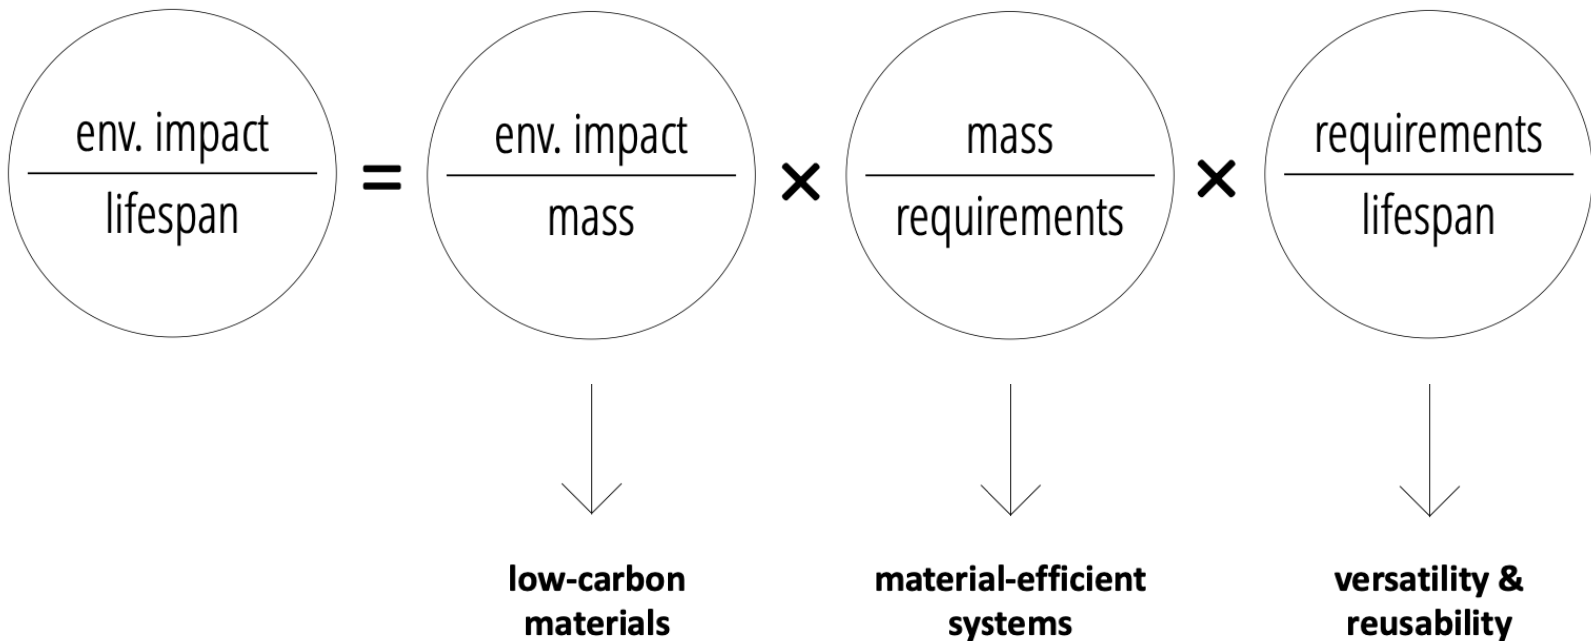 env. impact
lifespan
=
env. impact
mass
×
mass
requirements
×
requirements
lifespan
low-carbon
materials
material-efficient
systems
versatility &
reusability